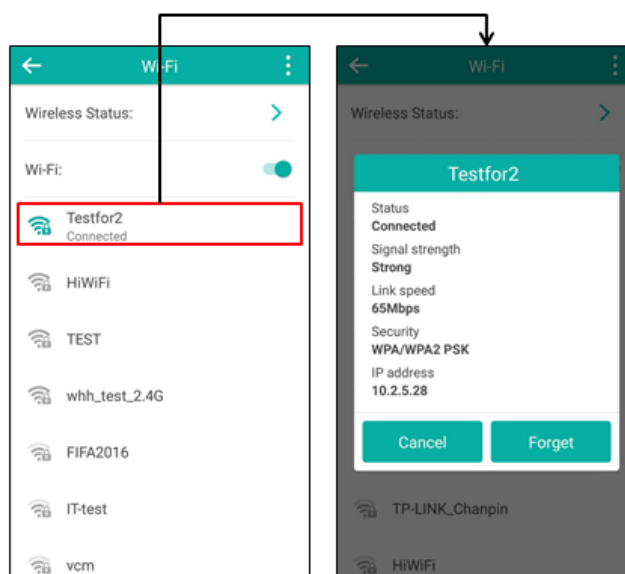 Wi-Fi
Wireless Status:
Wi-Fi:
Testfor2
Connected
HiWiFi
TEST
whh_test_2.4G
FIFA2016
IT-test
vcm
Wi-Fi
Wireless Status:
Testfor2
Status
Connected
Signal strength
Strong
Link speed
65Mbps
Security
WPA/WPA2 PSK
IP address
10.2.5.28
Cancel Forget
TP-LINK_Chanpin
HiWiFi